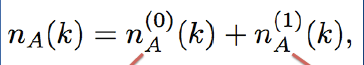 n_A(k) = n_A^{(0)}(k) + n_A^{(1)}(k),